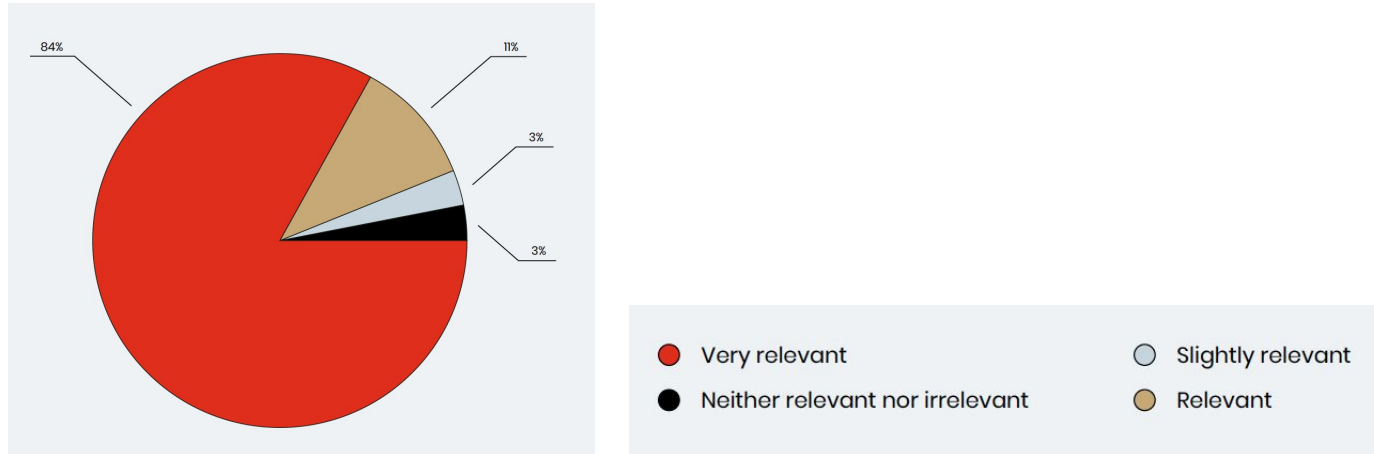 84%
11%
3%
3%
Very relevant
Slightly relevant
Neither relevant nor irrelevant
Relevant